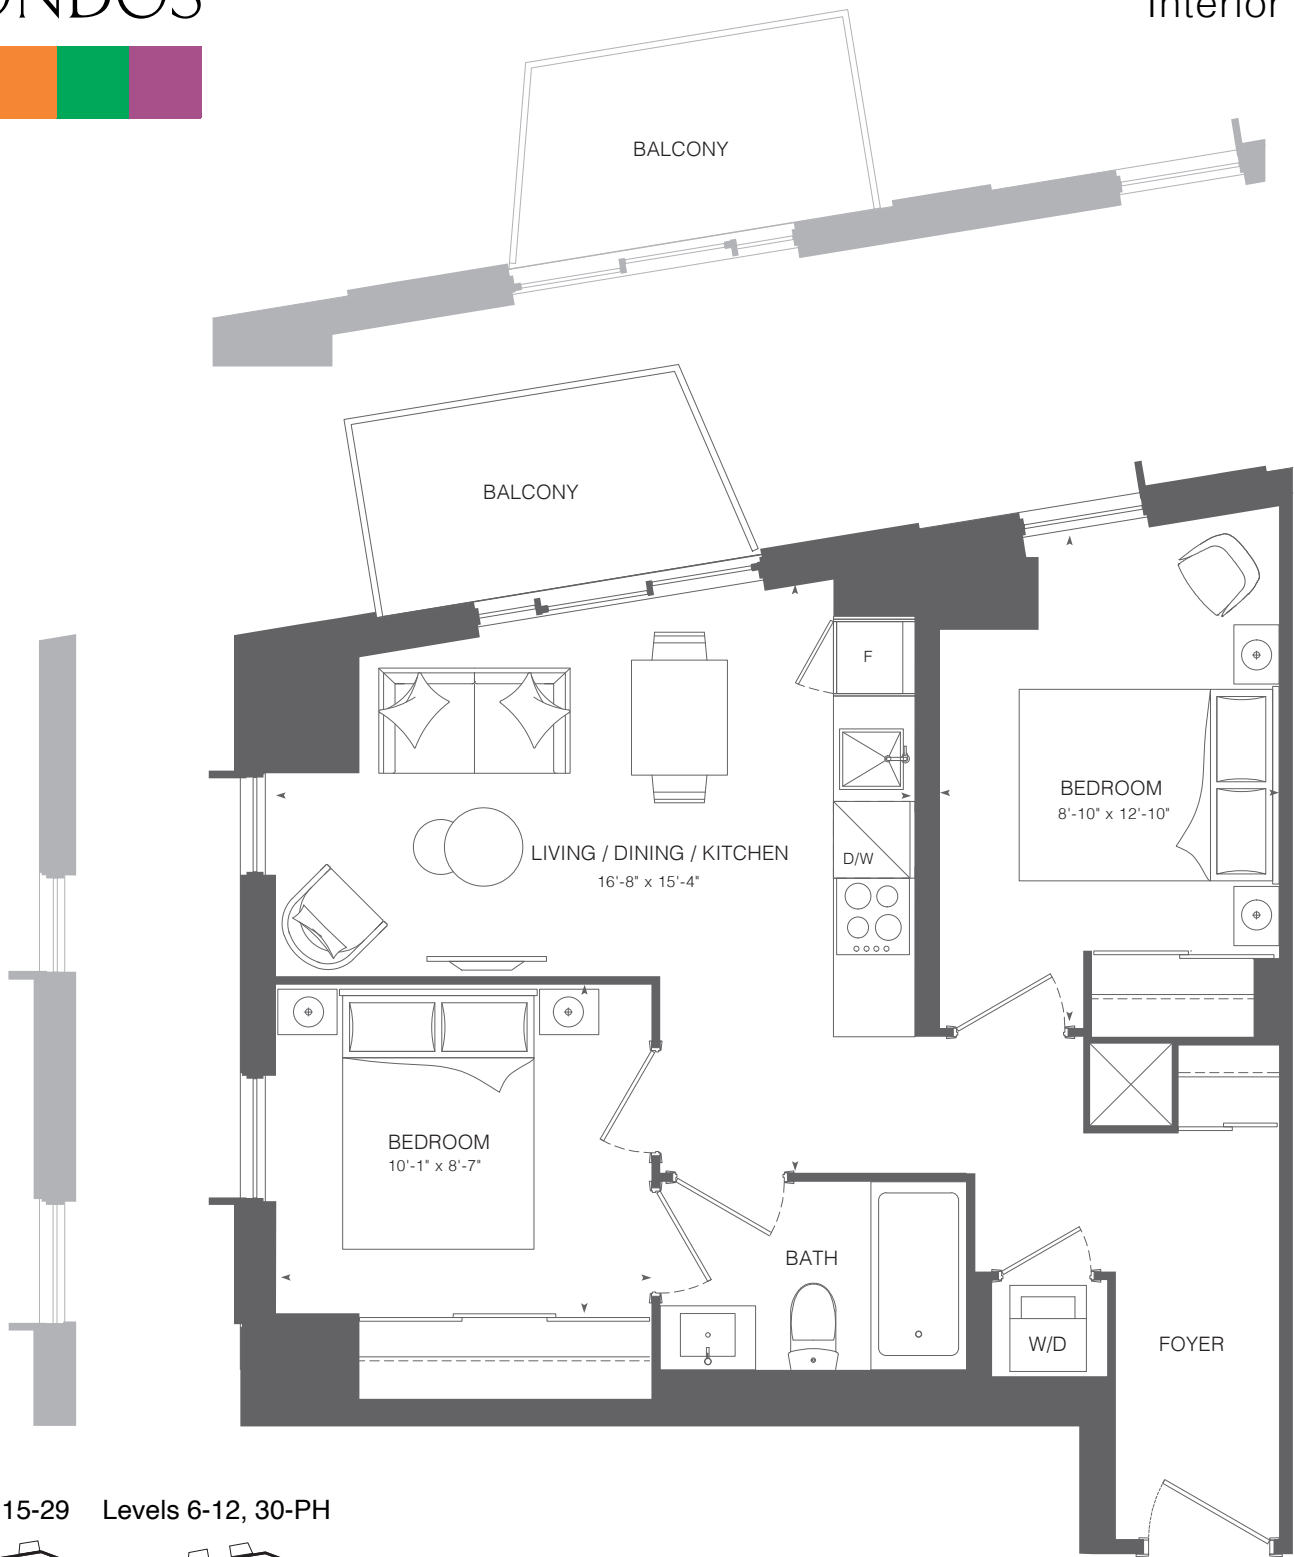 Interior
BALCONY
BALCONY
F
BEDROOM
8'-10" x 12'-10"
D/W
LIVING / DINING / KITCHEN
16'-8" x 15'-4"
BEDROOM
10'-1" x 8'-7"
BATH
W/D
FOYER
15-29 Levels 6-12, 30-PH